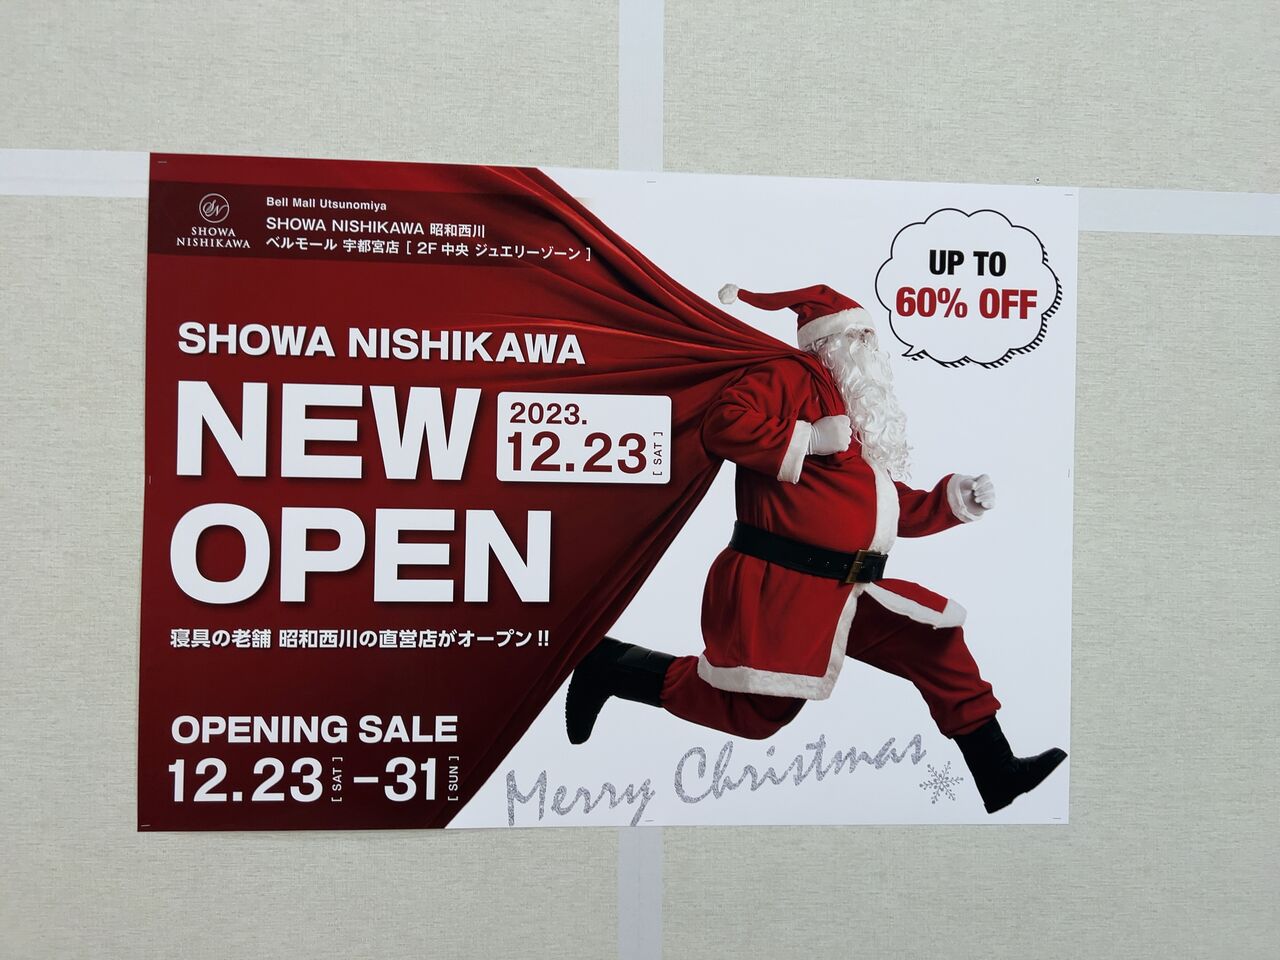 SN
SHOWA
NISHIKAWA
Bell Mall Utsunomiya
SHOWA NISHIKAWA 昭和西川
ベルモール 宇都宮店 [ 2F 中央 ジュエリーゾーン ]
UP TO
60% OFF
SHOWA NISHIKAWA
NEW
2023.
12.23 [ SAT ]
OPEN
寝具の老舗 昭和西川の直営店がオープン!!
OPENING SALE
12.23 [ SAT ] –31 [ SUN ]
Merry Christmas